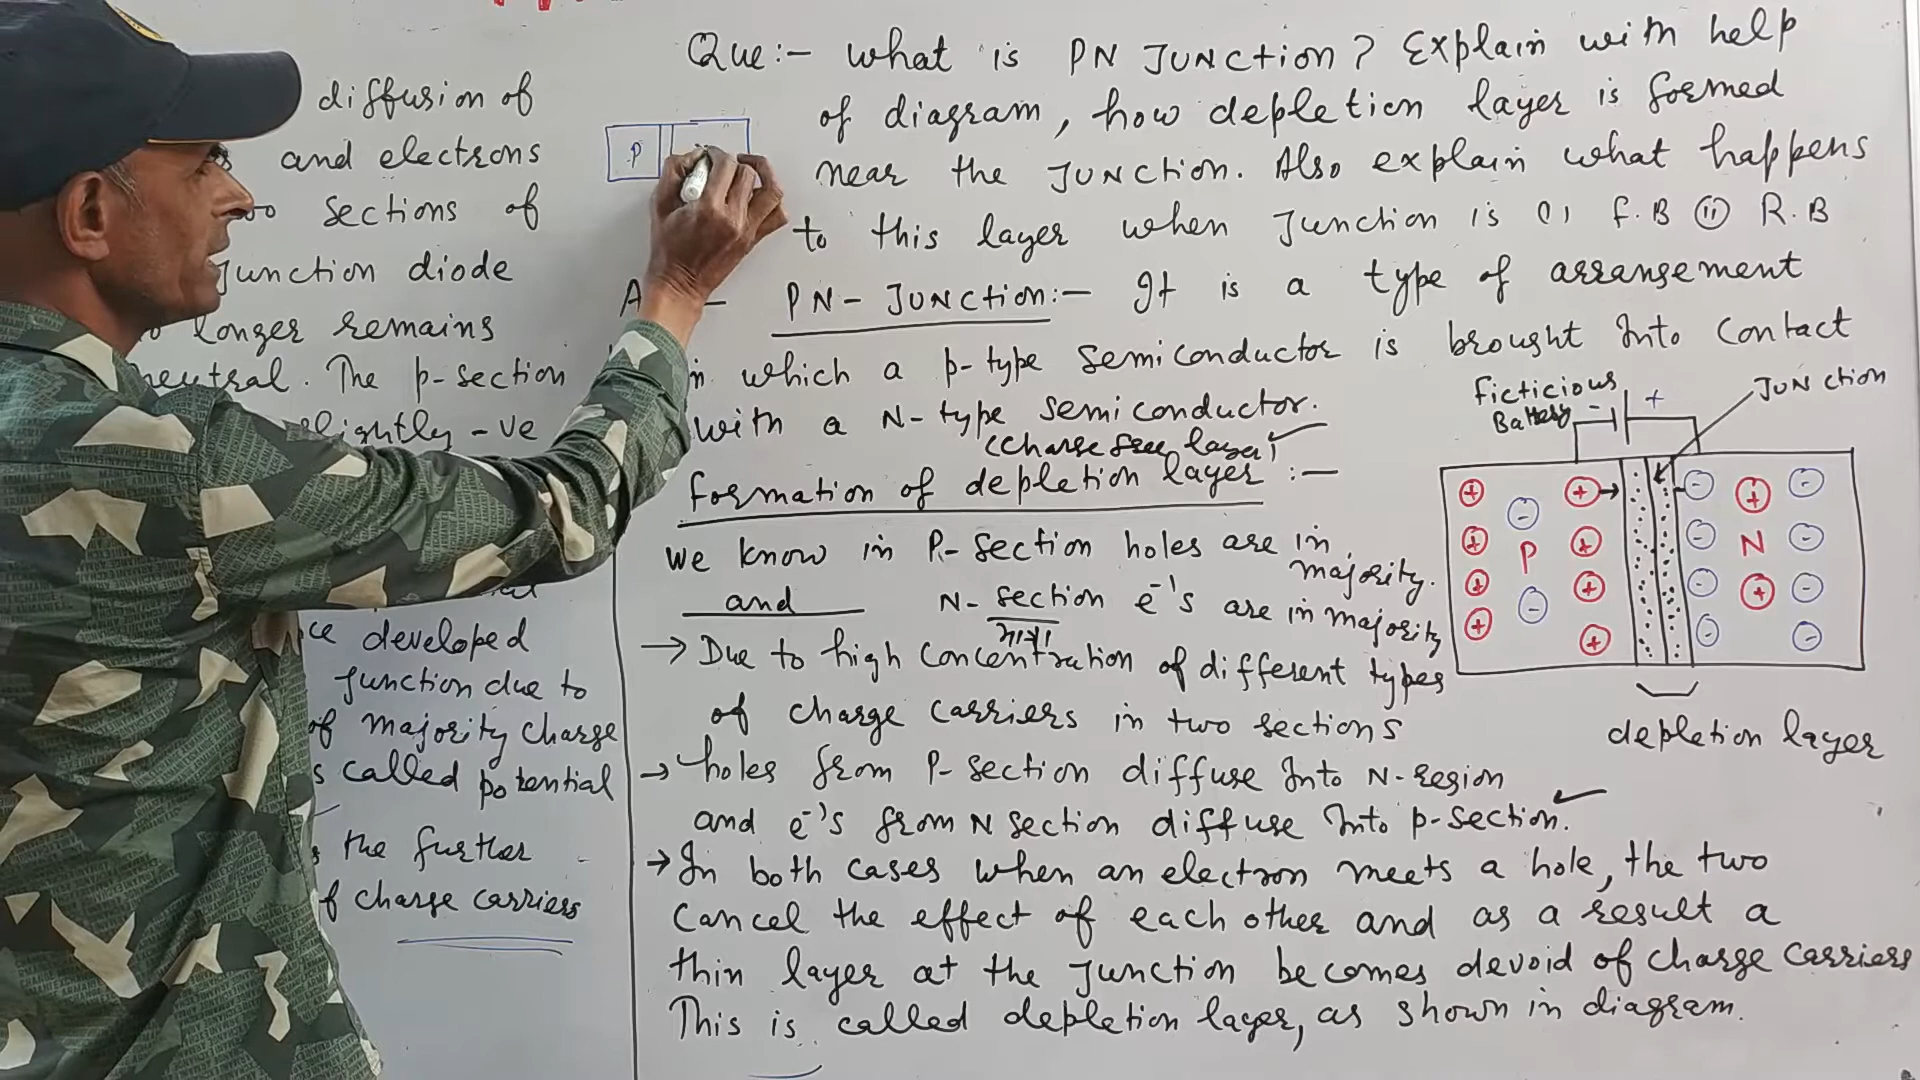 diffusion of
and electrons
sections of
Junction diode
longer remains
neutral. The p-section
slightly -ve
developed
junction due to
of majority charge
called potential
the further
of charge carriers
P
Que:- What is PN JUNCtion? Explain with help
of diagram, how depletion layer is formed
near the JUNCtion. Also explain what happens
to this layer when Junction is (i) F.B (ii) R.B
PN-JUNCtion:- It is a type of arrangement
in which a p-type semiconductor is brought Into Contact
with a N-type semiconductor.
(Charge free layer)
formation of depletion layer :-
We know in P-section holes are in majority.
and N-section e⁻'s are in majority
→ Due to high Concentration of different types
of charge carriers in two sections
→ holes from P-section diffuse Into N-region
and e⁻'s from N section diffuse Into p-section.
→ In both cases when an electron meets a hole, the two
Cancel the effect of each other and as a result a
thin layer at the Junction becomes devoid of charge carriers
This is called depletion layer, as shown in diagram.
ficticious
Battery - +
JUNction
+ - + - + -
+ + - - 
P N
+ - + - + -
+ + - -
depletion layer